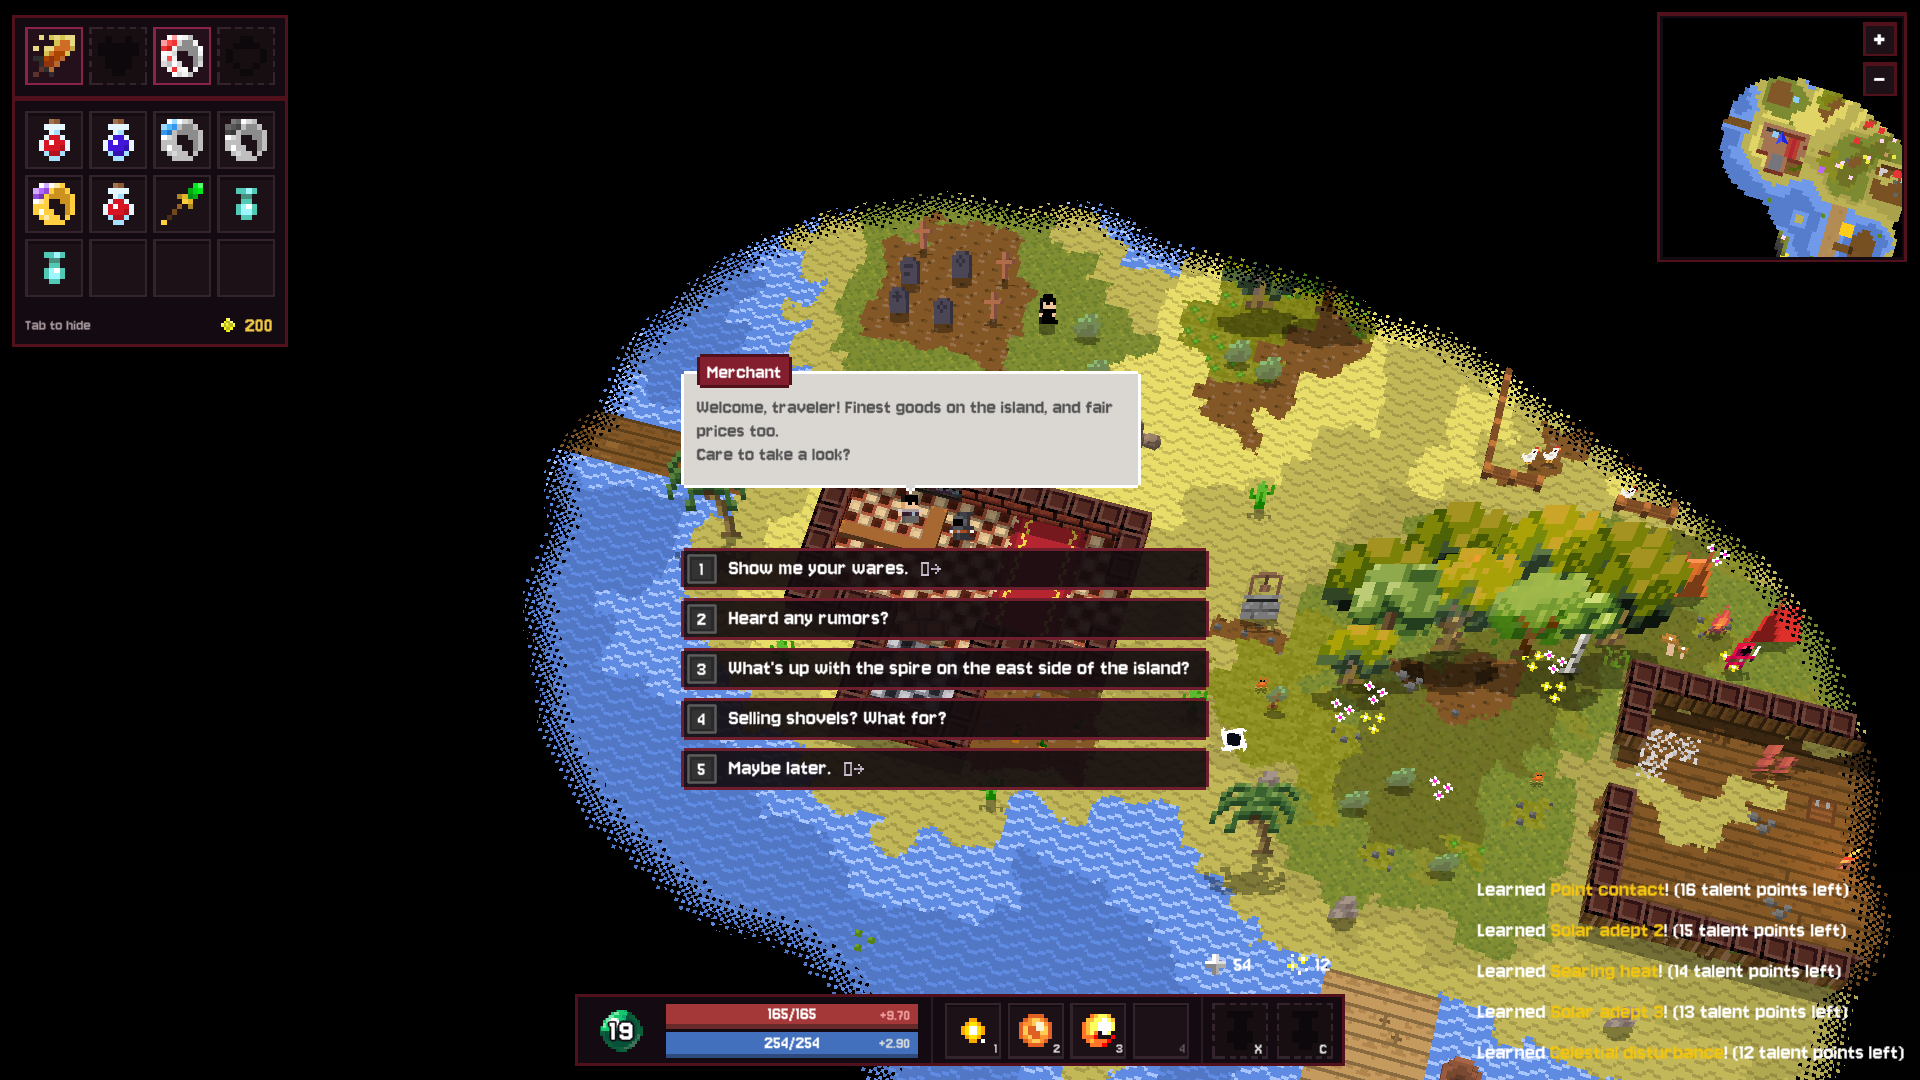 +
-
Tab to hide
200
Merchant
Welcome, traveler! Finest goods on the island, and fair
prices too.
Care to take a look?
1 Show me your wares.
2 Heard any rumors?
3 What's up with the spire on the east side of the island?
4 Selling shovels? What for?
5 Maybe later.
Learned Point contact! (16 talent points left)
Learned Solar adept 2! (15 talent points left)
Learned Searing heat! (14 talent points left)
Learned Solar adept 3! (13 talent points left)
Learned Celestial disturbance! (12 talent points left)
54 12
19
165/165 +9.70
254/254 +2.90
1 2 3 4 X C